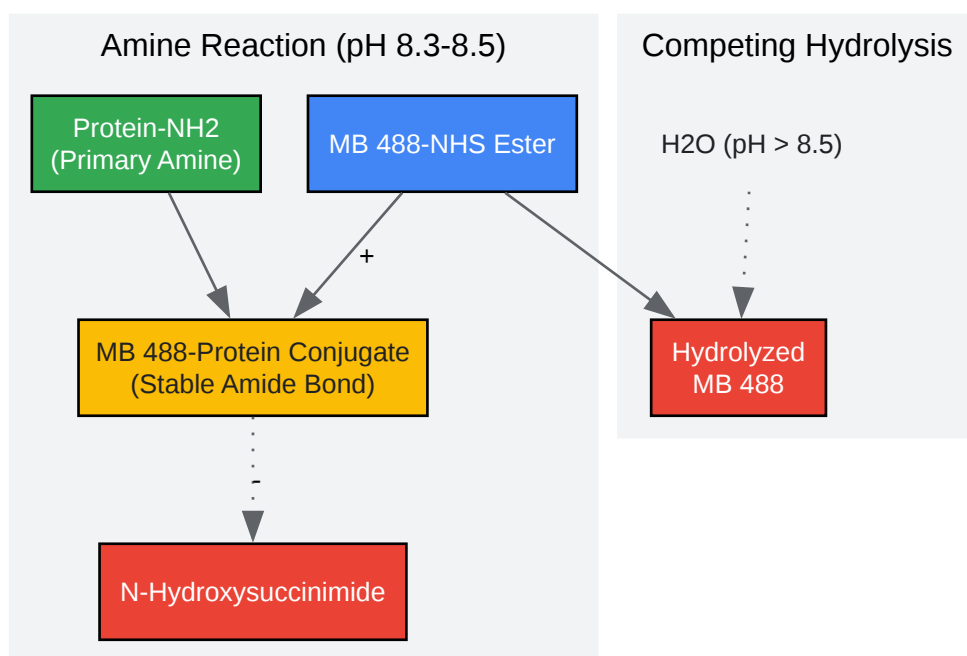 Amine Reaction (pH 8.3-8.5)
Competing Hydrolysis
Protein-NH2
(Primary Amine)
MB 488-NHS Ester
H2O (pH > 8.5)
+
MB 488-Protein Conjugate
(Stable Amide Bond)
Hydrolyzed
MB 488
-
N-Hydroxysuccinimide